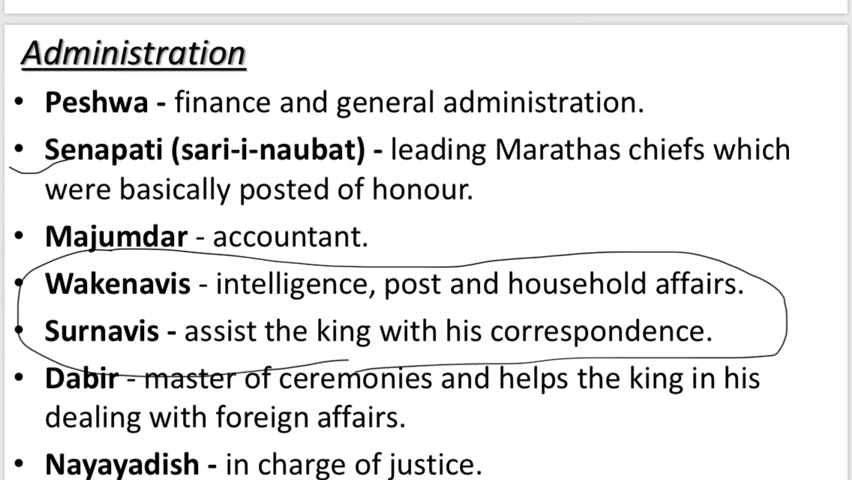 Administration
• Peshwa - finance and general administration.
• Senapati (sari-i-naubat) - leading Marathas chiefs which
were basically posted of honour.
• Majumdar - accountant.
• Wakenavis - intelligence, post and household affairs.
• Surnavis - assist the king with his correspondence.
• Dabir - master of ceremonies and helps the king in his
dealing with foreign affairs.
• Nayayadish - in charge of justice.